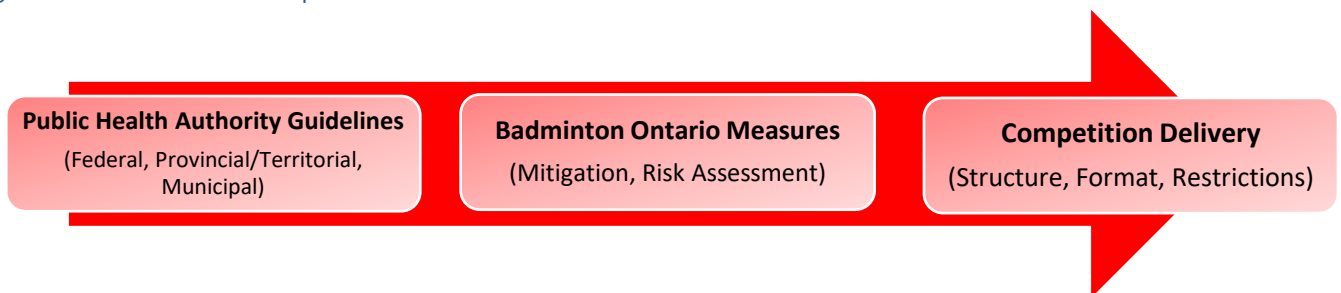 Public Health Authority Guidelines
(Federal, Provincial/Territorial,
Municipal)
Badminton Ontario Measures
(Mitigation, Risk Assessment)
Competition Delivery
(Structure, Format, Restrictions)